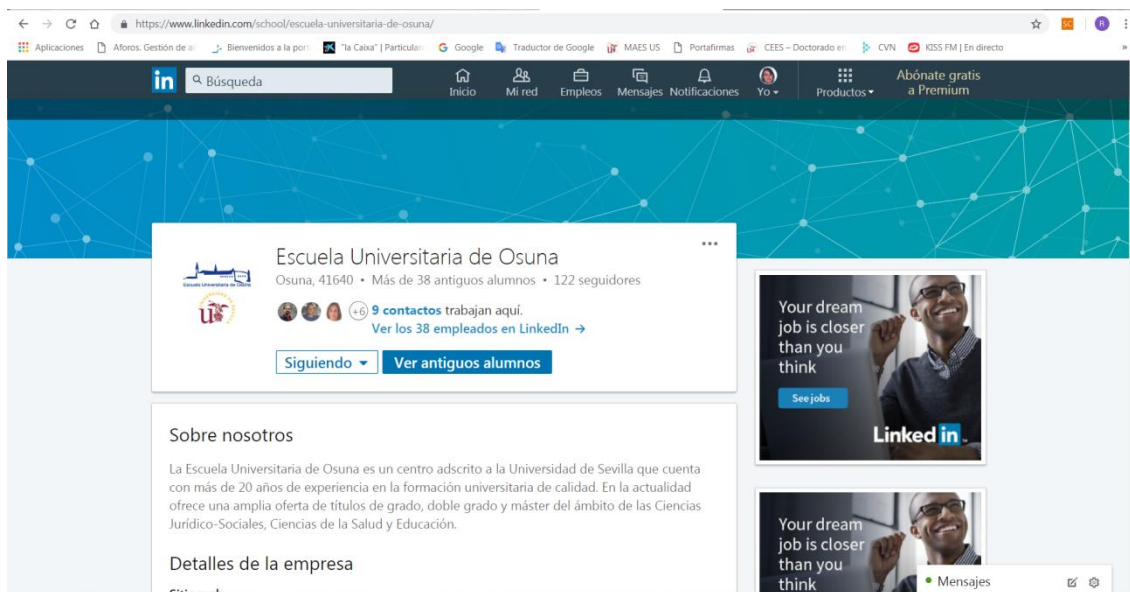 https://www.linkedin.com/school/escuela-universitaria-de-osuna/
SC R
Aplicaciones Aforos. Gestión de a Bienvenidos a la port "la Caixa" | Particular Google Traductor de Google MAES US Portafirmas CEES – Doctorado en CVN KISS FM | En directo »
in Búsqueda Inicio Mi red Empleos Mensajes Notificaciones Yo Productos Abónate gratis
a Premium
Escuela Universitaria de Osuna
Osuna, 41640 • Más de 38 antiguos alumnos • 122 seguidores
Escuela Universitaria de Osuna
+6 9 contactos trabajan aquí.
Ver los 38 empleados en LinkedIn →
Siguiendo Ver antiguos alumnos
Your dream
job is closer
than you
think
See jobs
Linked in
Sobre nosotros
La Escuela Universitaria de Osuna es un centro adscrito a la Universidad de Sevilla que cuenta
con más de 20 años de experiencia en la formación universitaria de calidad. En la actualidad
ofrece una amplia oferta de títulos de grado, doble grado y máster del ámbito de las Ciencias
Jurídico-Sociales, Ciencias de la Salud y Educación.
Detalles de la empresa
Your dream
job is closer
than you
think
Mensajes